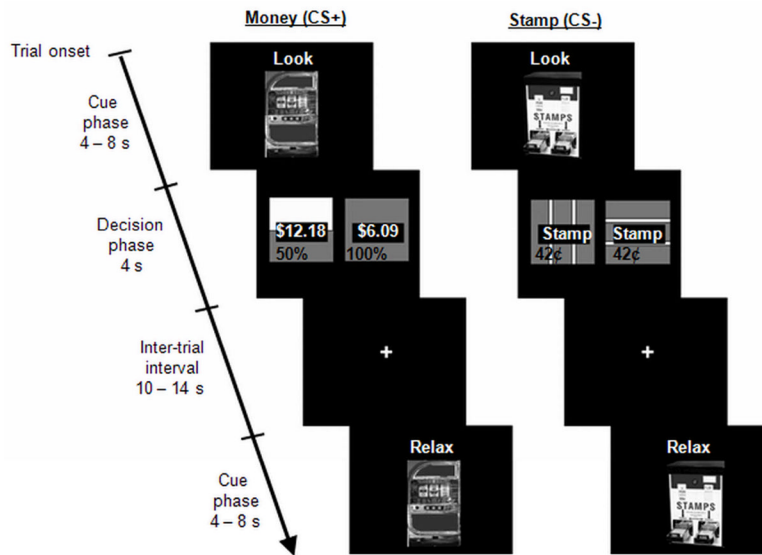 Money (CS+)
Stamp (CS-)
Trial onset
Look
Look
STAMPS
Cue
phase
4 – 8 s
$12.18
50%
$6.09
100%
Stamp
42¢
Stamp
42¢
Decision
phase
4 s
+
+
Inter-trial
interval
10 – 14 s
Relax
Relax
STAMPS
Cue
phase
4 – 8 s